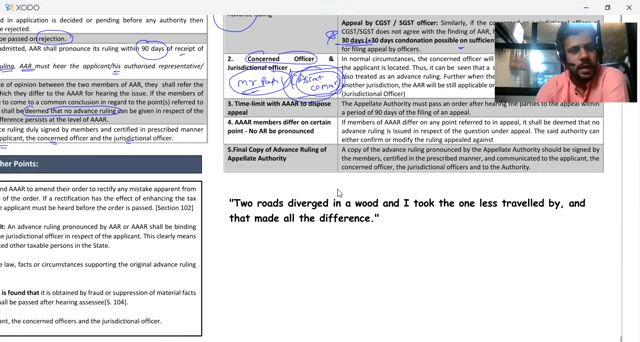 XODO
d in application is decided or pending before any authority then
e rejected.
be passed on rejection.
admitted, AAR shall pronounce its ruling within 90 days of receipt of
ruling, AAR must hear the applicant/his authorised representative/
e of opinion between the two members of AAR, they shall refer the
which they differ to the AAAR for hearing the issue. If the members of
e to come to a common conclusion in regard to the point(s) referred to
shall be deemed that no advance ruling can be given in respect of the
fference persists at the level of AAAR.
ce ruling duly signed by members and certified in prescribed manner
applicant, the concerned officer and the jurisdictional officer.
her Points:
nd AAAR to amend their order to rectify any mistake apparent from
e of the order. If a rectification has the effect of enhancing the tax
e applicant must be heard before the order is passed. [Section 102]
it: An advance ruling pronounced by AAR or AAAR shall be binding
the jurisdictional officer in respect of the applicant. This clearly means
cted other taxable persons in the State.
e law, facts or circumstances supporting the original advance ruling
is found that it is obtained by fraud or suppression of material facts
all be passed after hearing assessee[S. 104].
nt, the concerned officers and the jurisdictional officer.
Appeal by CGST / SGST officer: Similarly, if the
CGST/SGST does not agree with the finding of AAR,
30 days (+30 days condonation possible on sufficien
for filing appeal by officers.
2. Concerned Officer &
Jurisdictional officer
In normal circumstances, the concerned officer will
the applicant is located. Thus, it can be seen that a
also treated as an advance ruling. Further when the
another jurisdiction, the AAR will be still applicable
(Jurisdictional Officer)
3. Time-limit with AAAR to dispose
appeal
The Appellate Authority must pass an order after hearing the parties to the appeal within
a period of 90 days of the filing of an appeal.
4. AAAR members differ on certain
point - No AR be pronounced
If members of AAAR differ on any point referred to in appeal, it shall be deemed that no
advance ruling is issued in respect of the question under appeal. The said authority can
either confirm or modify the ruling appealed against
5.Final Copy of Advance Ruling of
Appellate Authority
A copy of the advance ruling pronounced by the Appellate Authority should be signed by
the members, certified in the prescribed manner, and communicated to the applicant, the
concerned officer, the jurisdictional officers and to the Authority.
"Two roads diverged in a wood and I took the one less travelled by, and
that made all the difference."